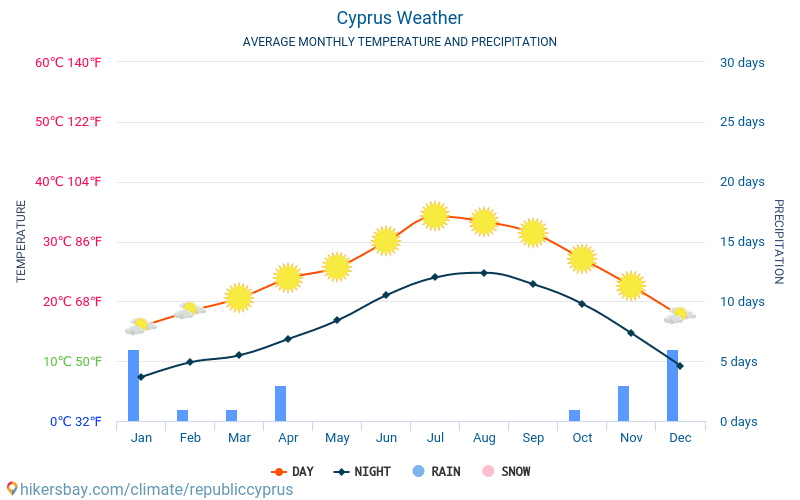 Cyprus Weather
AVERAGE MONTHLY TEMPERATURE AND PRECIPITATION
60℃ 140℉ 30 days
50℃ 122℉ 25 days
40℃ 104℉ 20 days
30℃ 86℉ 15 days
20℃ 68℉ 10 days
10℃ 50℉ 5 days
0℃ 32℉ 0 days
TEMPERATURE
PRECIPITATION
Jan Feb Mar Apr May Jun Jul Aug Sep Oct Nov Dec
DAY NIGHT RAIN SNOW
hikersbay.com/climate/republiccyprus